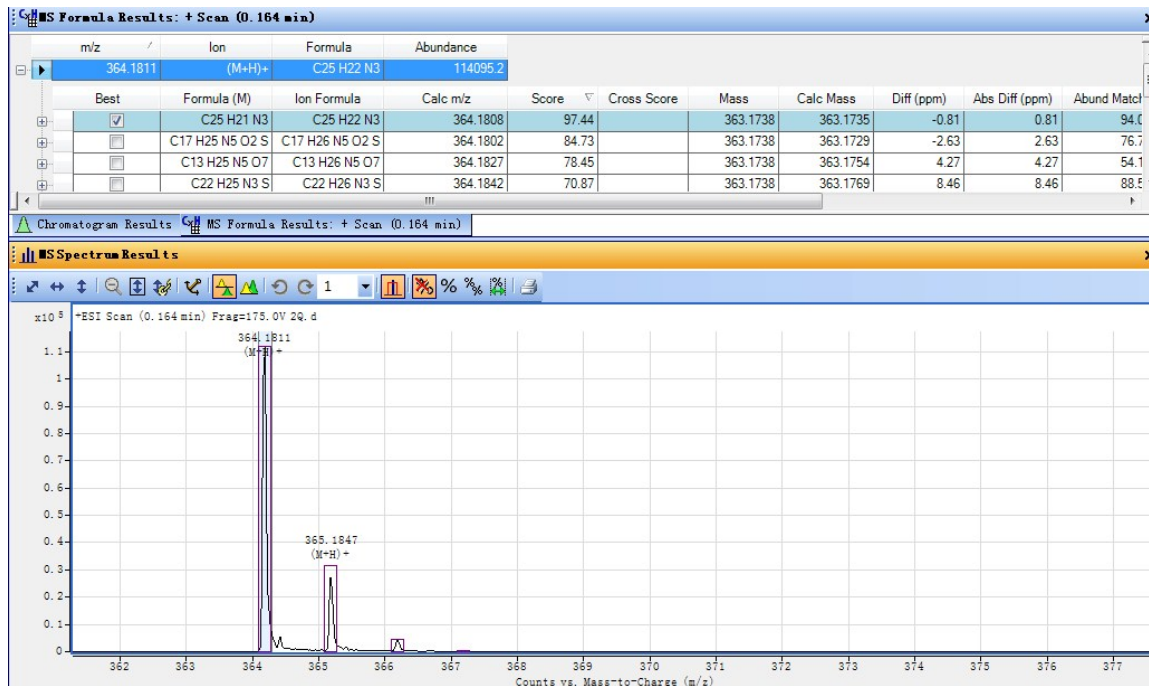 MS Formula Results: + Scan (0.164 min)
m/z Ion Formula Abundance
364.1811 (M+H)+ C25 H22 N3 114095.2
Best Formula (M) Ion Formula Calc m/z Score Cross Score Mass Calc Mass Diff (ppm) Abs Diff (ppm) Abund Match
C25 H21 N3 C25 H22 N3 364.1808 97.44 363.1738 363.1735 -0.81 0.81 94.0
C17 H25 N5 O2 S C17 H26 N5 O2 S 364.1802 84.73 363.1738 363.1729 -2.63 2.63 76.7
C13 H25 N5 O7 C13 H26 N5 O7 364.1827 78.45 363.1738 363.1754 4.27 4.27 54.1
C22 H25 N3 S C22 H26 N3 S 364.1842 70.87 363.1738 363.1769 8.46 8.46 88.5
Chromatogram Results MS Formula Results: + Scan (0.164 min)
MS Spectrum Results
1
x10 5 +ESI Scan (0.164 min) Frag=175.0V 2Q.d
364.1811
(M+H)+
1.1
1
0.9
0.8
0.7
0.6
0.5
0.4
365.1847
(M+H)+
0.3
0.2
0.1
0
362 363 364 365 366 367 368 369 370 371 372 373 374 375 376 377
Counts vs. Mass-to-Charge (m/z)